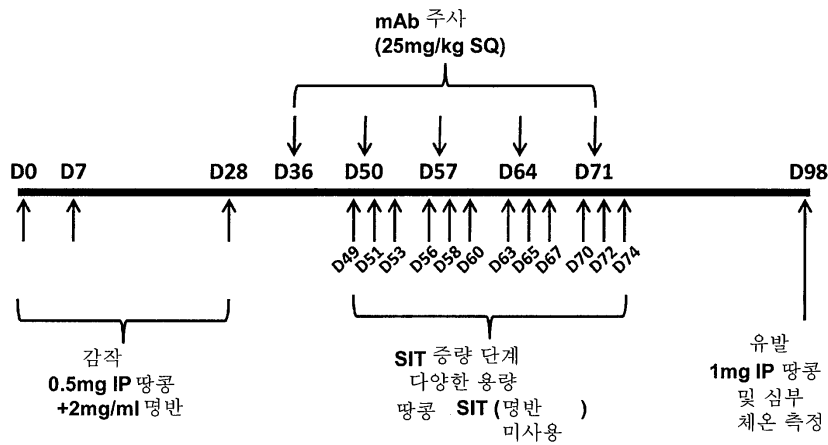 mAb 주사
(25mg/kg SQ)
D0 D7 D28 D36 D50 D57 D64 D71 D98
D49 D51 D53 D56 D58 D60 D63 D65 D67 D70 D72 D74
감작
0.5mg IP 땅콩
+2mg/ml 명반
SIT 증량 단계
다양한 용량
땅콩 SIT (명반 )
미사용
유발
1mg IP 땅콩
및 심부
체온 측정